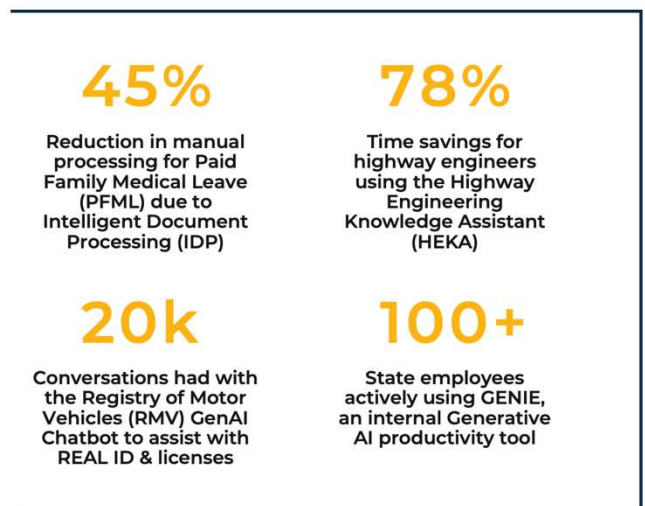 45%
Reduction in manual
processing for Paid
Family Medical Leave
(PFML) due to
Intelligent Document
Processing (IDP)
78%
Time savings for
highway engineers
using the Highway
Engineering
Knowledge Assistant
(HEKA)
20k
Conversations had with
the Registry of Motor
Vehicles (RMV) GenAI
Chatbot to assist with
REAL ID & licenses
100+
State employees
actively using GENIE,
an internal Generative
AI productivity tool